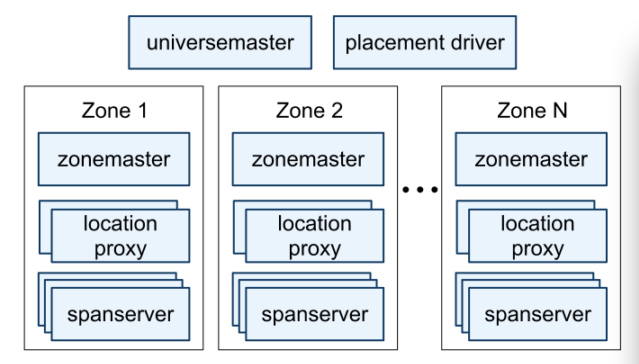 universemaster placement driver
Zone 1 Zone 2 Zone N
zonemaster zonemaster zonemaster
...
location location location
proxy proxy proxy
spanserver spanserver spanserver